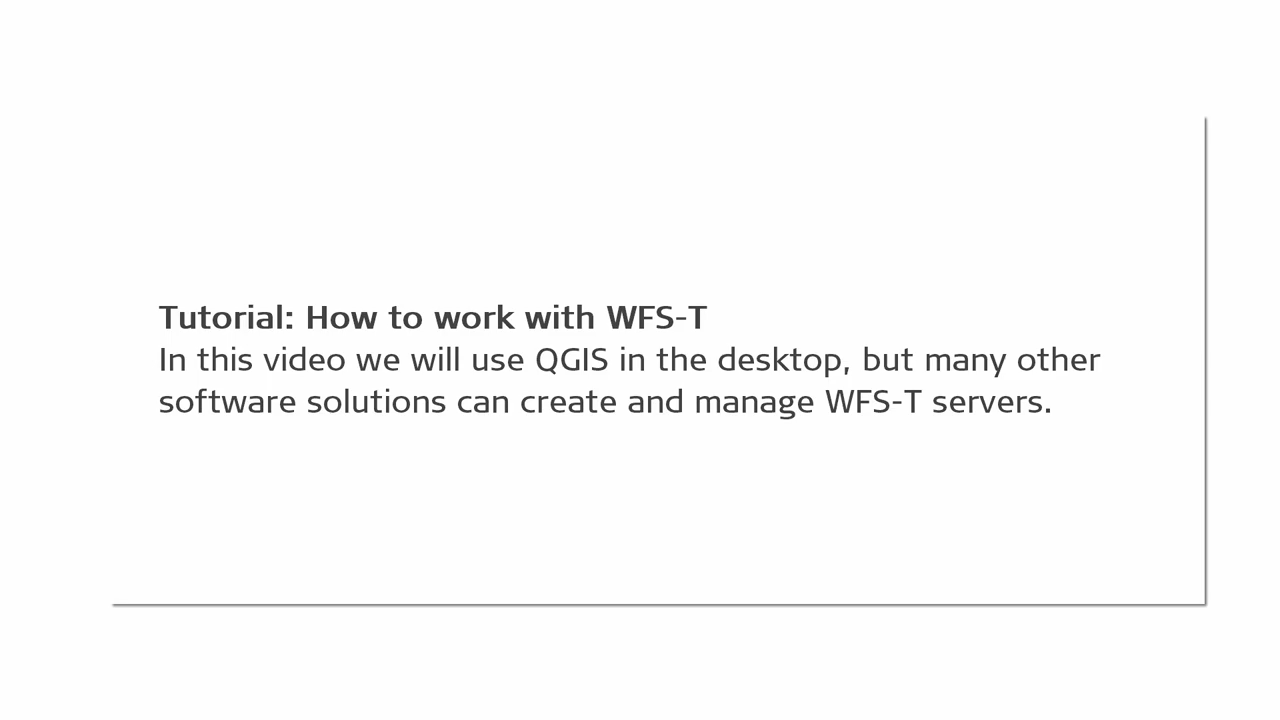 Tutorial: How to work with WFS-T
In this video we will use QGIS in the desktop, but many other
software solutions can create and manage WFS-T servers.